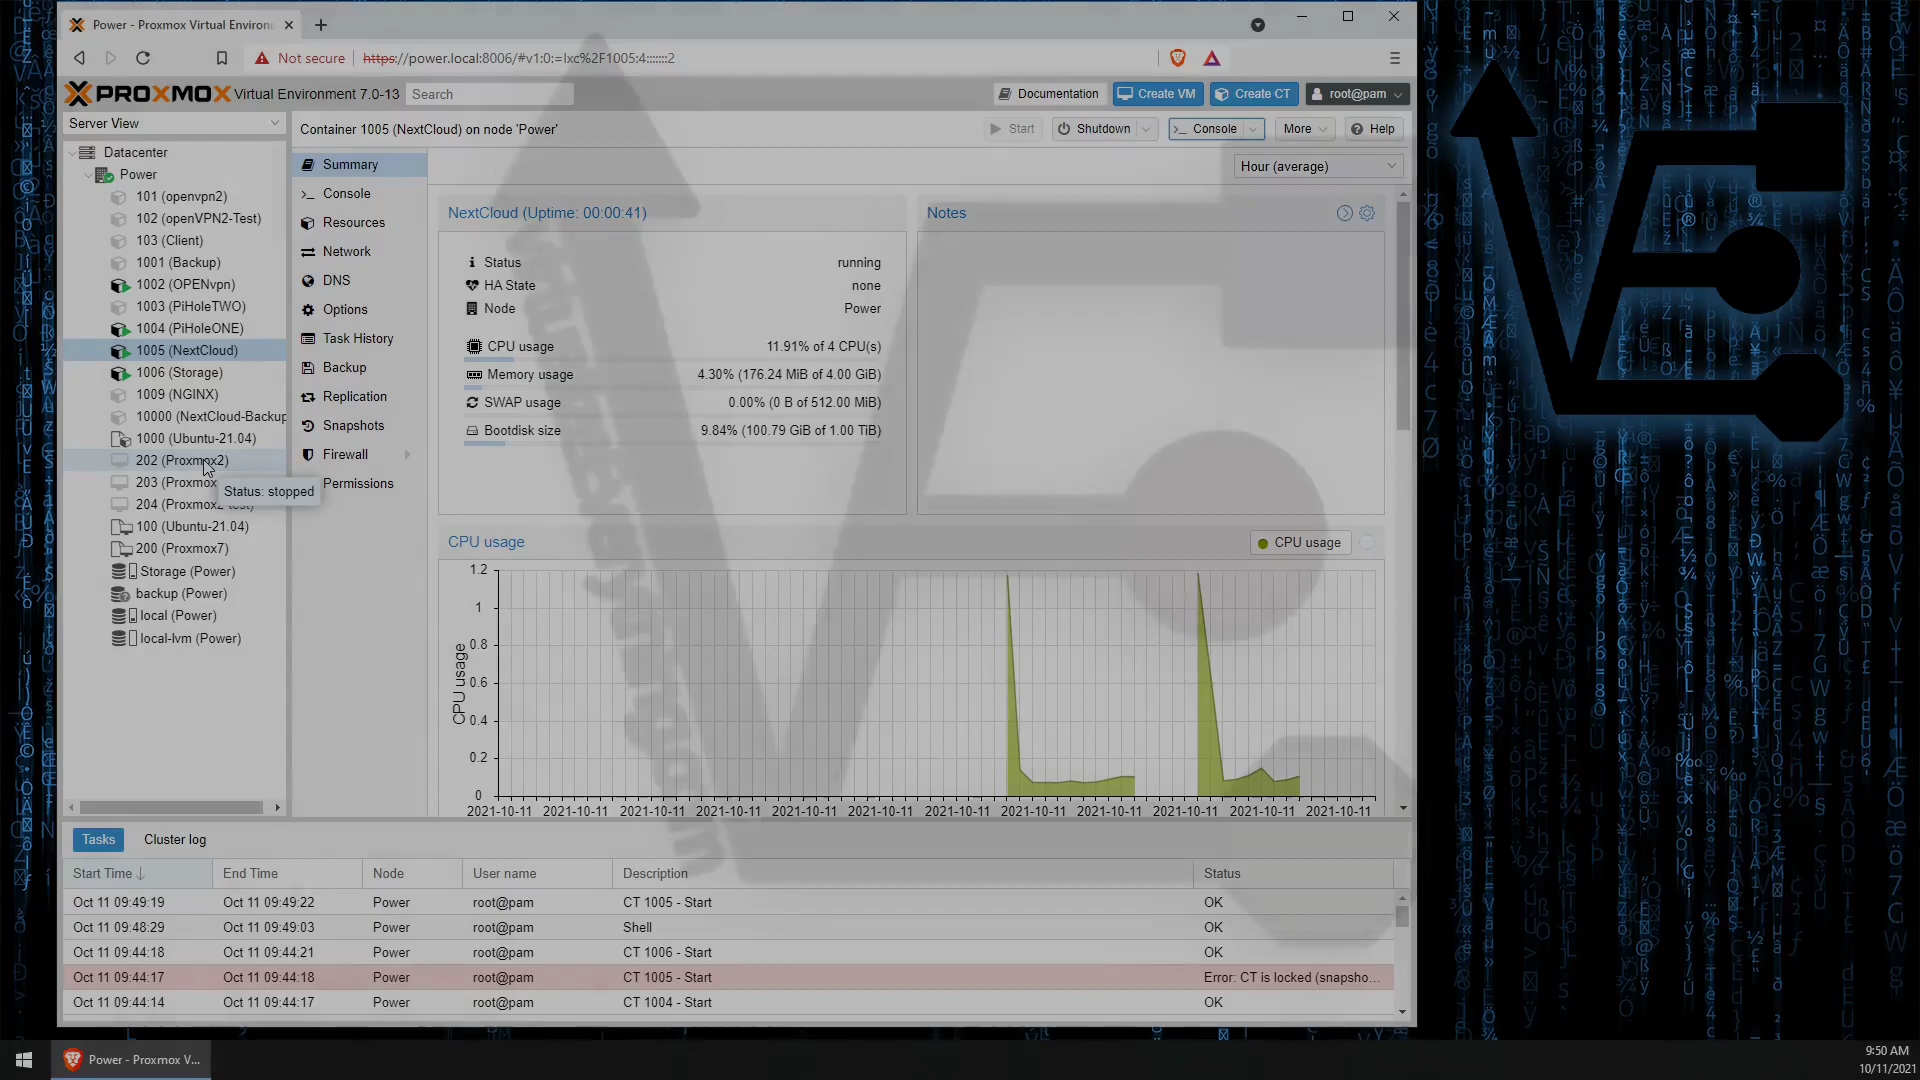 Power - Proxmox Virtual Environ
Not secure
https://power.local:8006/#v1:0:=lxc%2F1005:4:::::::2
PROXMOX Virtual Environment 7.0-13
Search
Documentation
Create VM
Create CT
root@pam
Server View
Container 1005 (NextCloud) on node 'Power'
Start
Shutdown
Console
More
Help
Datacenter
Power
101 (openvpn2)
102 (openVPN2-Test)
103 (Client)
1001 (Backup)
1002 (OPENvpn)
1003 (PiHoleTWO)
1004 (PiHoleONE)
1005 (NextCloud)
1006 (Storage)
1009 (NGINX)
10000 (NextCloud-Backup
1000 (Ubuntu-21.04)
202 (Proxmox2)
203 (Proxmox
Status: stopped
204 (Proxmox2-test)
100 (Ubuntu-21.04)
200 (Proxmox7)
Storage (Power)
backup (Power)
local (Power)
local-lvm (Power)
Summary
Console
Resources
Network
DNS
Options
Task History
Backup
Replication
Snapshots
Firewall
Permissions
Hour (average)
NextCloud (Uptime: 00:00:41)
Status running
HA State none
Node Power
CPU usage 11.91% of 4 CPU(s)
Memory usage 4.30% (176.24 MiB of 4.00 GiB)
SWAP usage 0.00% (0 B of 512.00 MiB)
Bootdisk size 9.84% (100.79 GiB of 1.00 TiB)
Notes
CPU usage
CPU usage
1.2
1
0.8
0.6
0.4
0.2
0
CPU usage
2021-10-11 2021-10-11 2021-10-11 2021-10-11 2021-10-11 2021-10-11 2021-10-11 2021-10-11 2021-10-11 2021-10-11 2021-10-11 2021-10-11
Tasks
Cluster log
Start Time End Time Node User name Description Status
Oct 11 09:49:19 Oct 11 09:49:22 Power root@pam CT 1005 - Start OK
Oct 11 09:48:29 Oct 11 09:49:03 Power root@pam Shell OK
Oct 11 09:44:18 Oct 11 09:44:21 Power root@pam CT 1006 - Start OK
Oct 11 09:44:17 Oct 11 09:44:18 Power root@pam CT 1005 - Start Error: CT is locked (snapsho...
Oct 11 09:44:14 Oct 11 09:44:17 Power root@pam CT 1004 - Start OK
Power - Proxmox V...
9:50 AM
10/11/2021